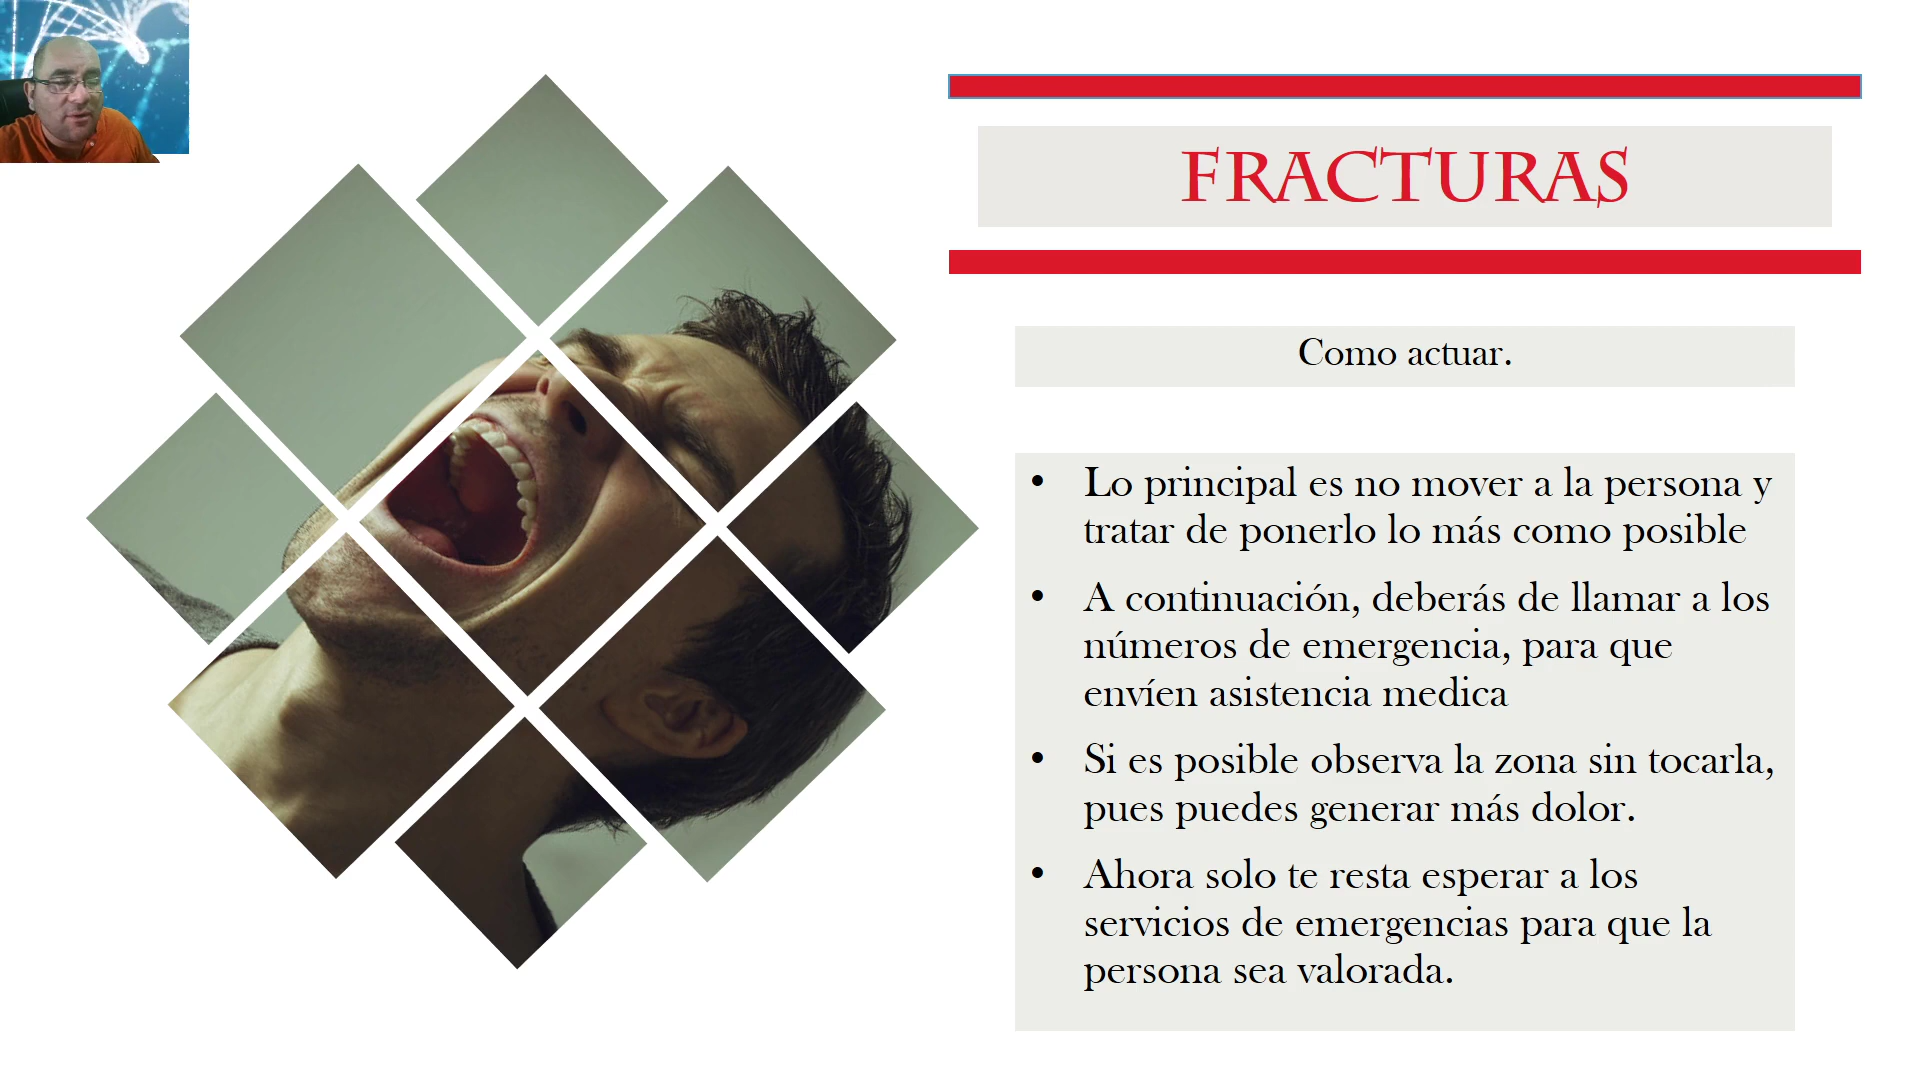 FRACTURAS
Como actuar.
• Lo principal es no mover a la persona y
tratar de ponerlo lo más como posible
• A continuación, deberás de llamar a los
números de emergencia, para que
envíen asistencia medica
• Si es posible observa la zona sin tocarla,
pues puedes generar más dolor.
• Ahora solo te resta esperar a los
servicios de emergencias para que la
persona sea valorada.